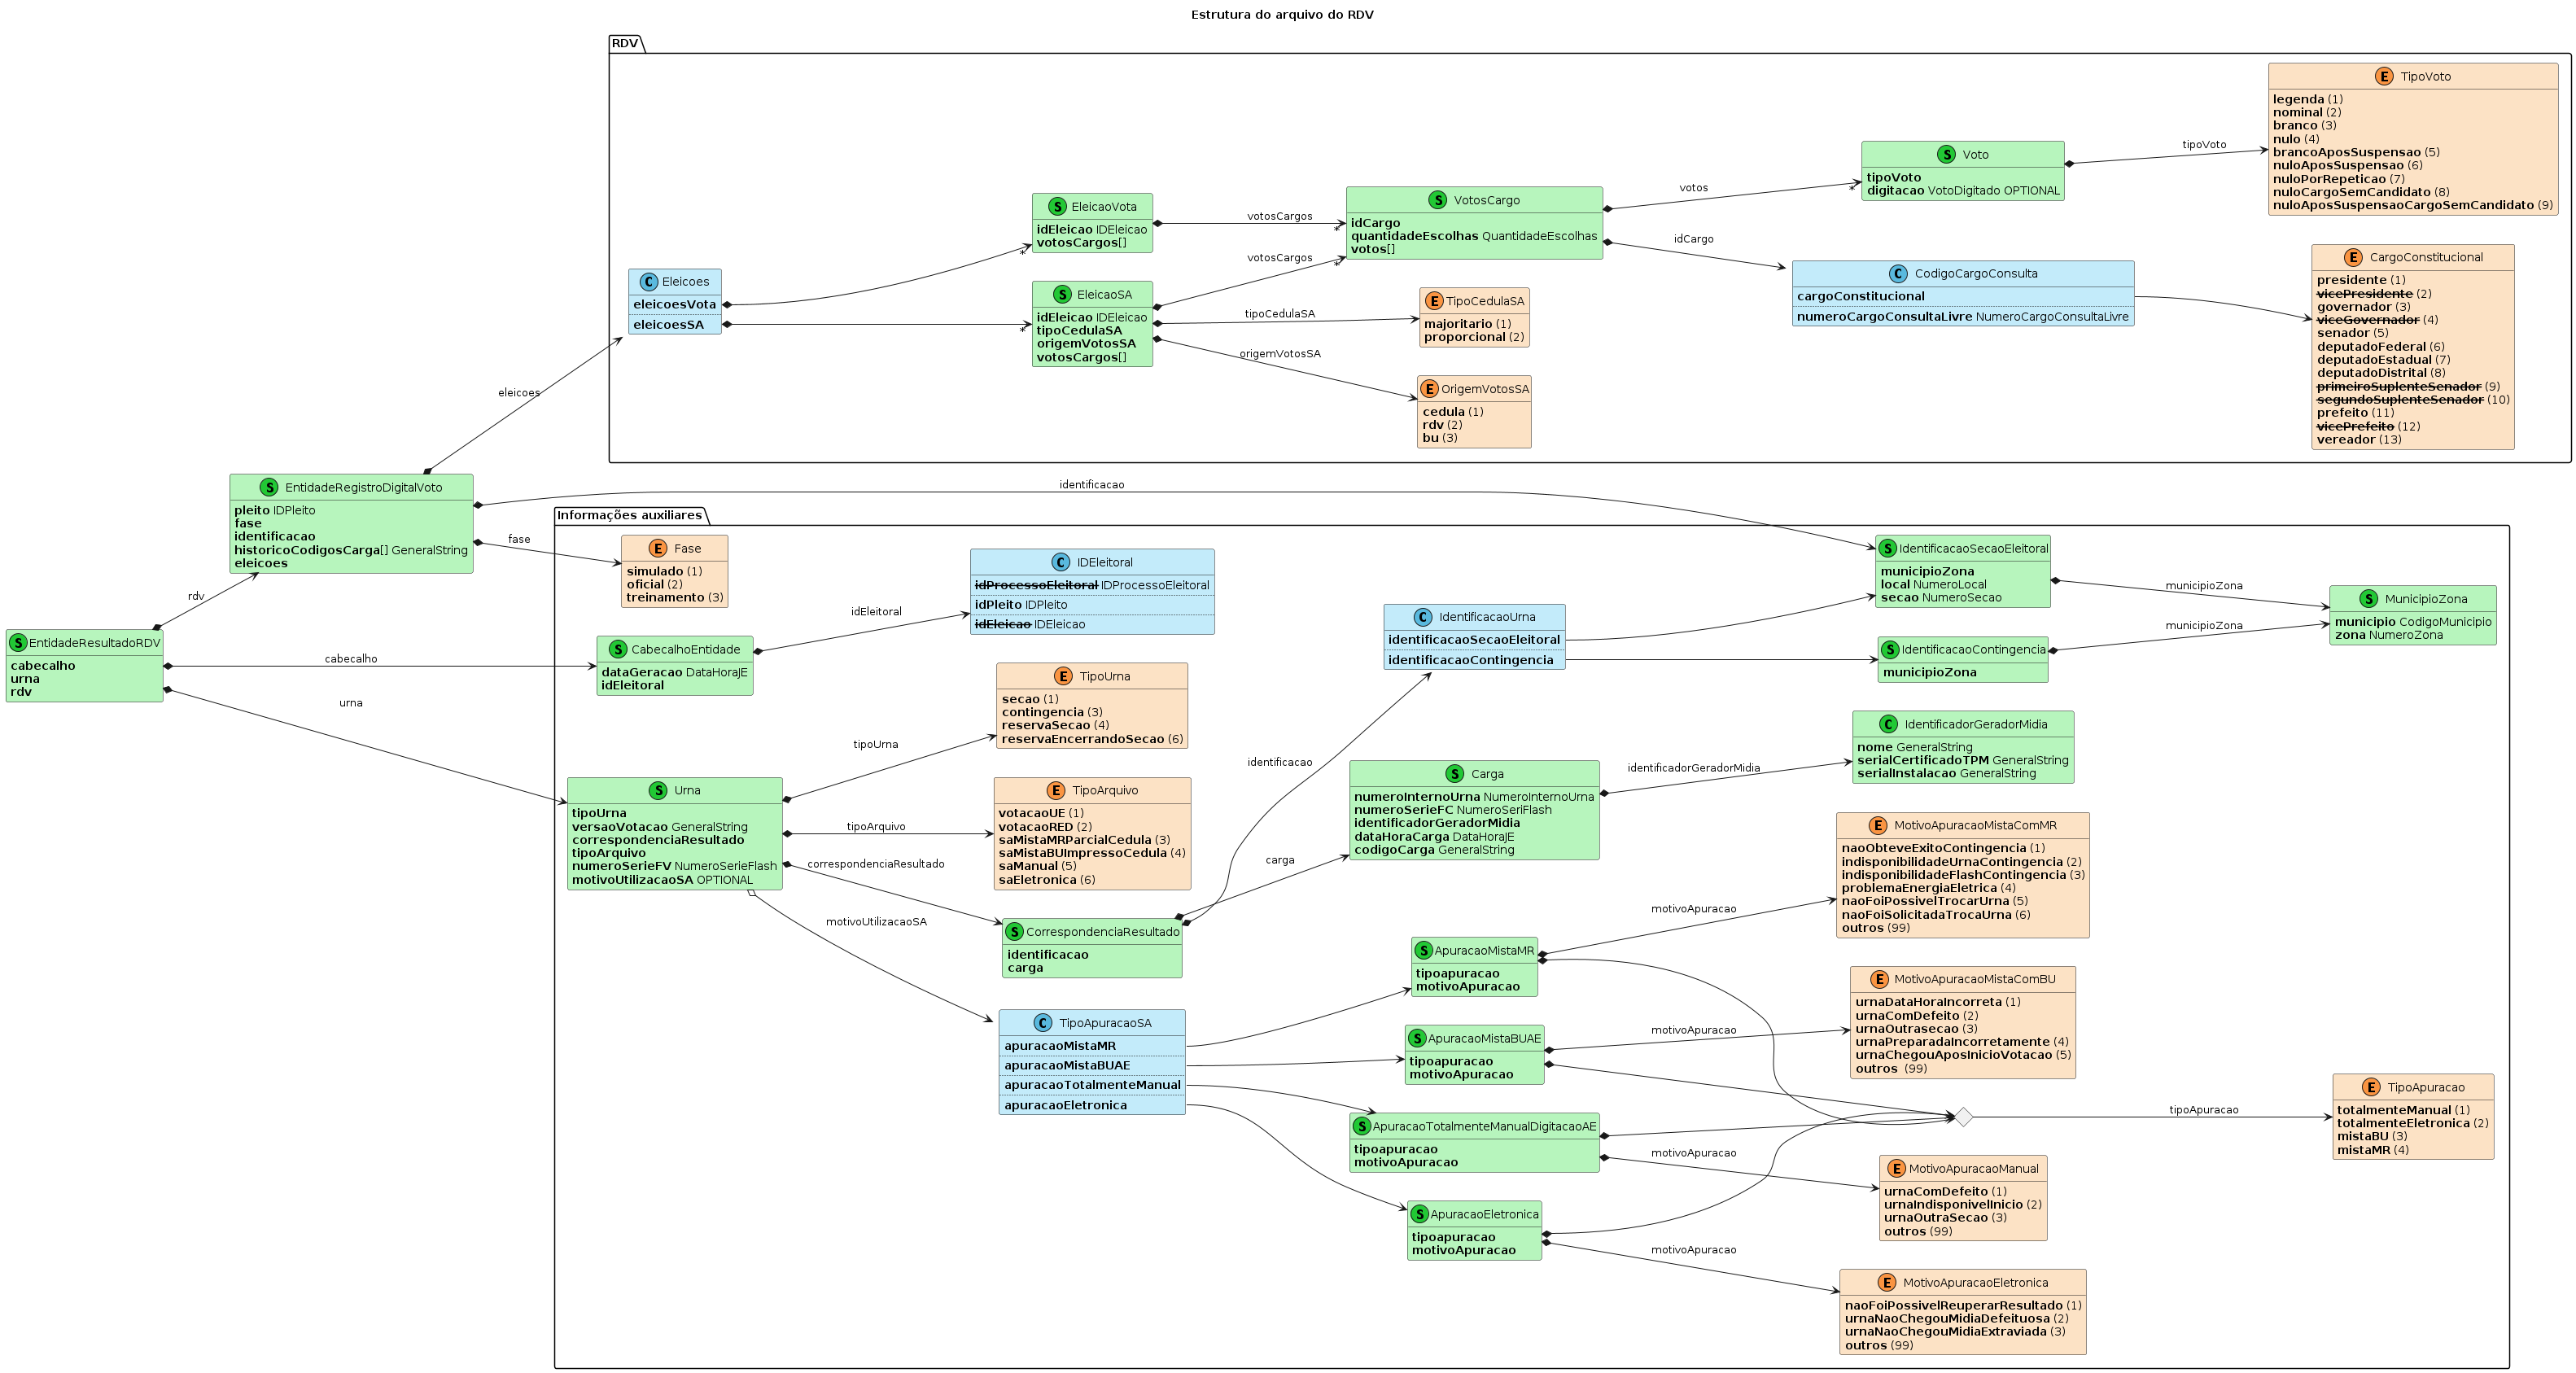 Estrutura do arquivo do RDV
RDV
E TipoVoto
legenda (1)
nominal (2)
branco (3)
nulo (4)
brancoAposSuspensao (5)
nuloAposSuspensao (6)
nuloPorRepeticao (7)
nuloCargoSemCandidato (8)
nuloAposSuspensaoCargoSemCandidato (9)
tipoVoto
S Voto
tipoVoto
digitacao VotoDigitado OPTIONAL
votos
*
S VotosCargo
idCargo
quantidadeEscolhas QuantidadeEscolhas
votos[]
idCargo
S EleicaoVota
idEleicao IDEleicao
votosCargos[]
votosCargos
*
votosCargos
*
C Eleicoes
eleicoesVota
eleicoesSA
*
*
S EleicaoSA
idEleicao IDEleicao
tipoCedulaSA
origemVotosSA
votosCargos[]
tipoCedulaSA
E TipoCedulaSA
majoritario (1)
proporcional (2)
origemVotosSA
E OrigemVotosSA
cedula (1)
rdv (2)
bu (3)
C CodigoCargoConsulta
cargoConstitucional
numeroCargoConsultaLivre NumeroCargoConsultaLivre
E CargoConstitucional
presidente (1)
vicePresidente (2)
governador (3)
viceGovernador (4)
senador (5)
deputadoFederal (6)
deputadoEstadual (7)
deputadoDistrital (8)
primeiroSuplenteSenador (9)
segundoSuplenteSenador (10)
prefeito (11)
vicePrefeito (12)
vereador (13)
eleicoes
S EntidadeRegistroDigitalVoto
pleito IDPleito
fase
identificacao
historicoCodigosCarga[] GeneralString
eleicoes
identificacao
fase
rdv
S EntidadeResultadoRDV
cabecalho
urna
rdv
cabecalho
urna
Informações auxiliares
E Fase
simulado (1)
oficial (2)
treinamento (3)
S CabecalhoEntidade
dataGeracao DataHoraJE
idEleitoral
idEleitoral
C IDEleitoral
idProcessoEleitoral IDProcessoEleitoral
idPleito IDPleito
idEleicao IDEleicao
E TipoUrna
secao (1)
contingencia (3)
reservaSecao (4)
reservaEncerrandoSecao (6)
tipoUrna
S Urna
tipoUrna
versaoVotacao GeneralString
correspondenciaResultado
tipoArquivo
numeroSerieFV NumeroSerieFlash
motivoUtilizacaoSA OPTIONAL
tipoArquivo
E TipoArquivo
votacaoUE (1)
votacaoRED (2)
saMistaMRParcialCedula (3)
saMistaBUImpressoCedula (4)
saManual (5)
saEletronica (6)
correspondenciaResultado
motivoUtilizacaoSA
S CorrespondenciaResultado
identificacao
carga
identificacao
carga
C IdentificacaoUrna
identificacaoSecaoEleitoral
identificacaoContingencia
S IdentificacaoSecaoEleitoral
municipioZona
local NumeroLocal
secao NumeroSecao
municipioZona
S IdentificacaoContingencia
municipioZona
municipioZona
S MunicipioZona
municipio CodigoMunicipio
zona NumeroZona
S Carga
numeroInternoUrna NumeroInternoUrna
numeroSerieFC NumeroSeriFlash
identificadorGeradorMidia
dataHoraCarga DataHoraJE
codigoCarga GeneralString
identificadorGeradorMidia
C IdentificadorGeradorMidia
nome GeneralString
serialCertificadoTPM GeneralString
serialInstalacao GeneralString
C TipoApuracaoSA
apuracaoMistaMR
apuracaoMistaBUAE
apuracaoTotalmenteManual
apuracaoEletronica
S ApuracaoMistaMR
tipoapuracao
motivoApuracao
motivoApuracao
E MotivoApuracaoMistaComMR
naoObteveExitoContingencia (1)
indisponibilidadeUrnaContingencia (2)
indisponibilidadeFlashContingencia (3)
problemaEnergiaEletrica (4)
naoFoiPossivelTrocarUrna (5)
naoFoiSolicitadaTrocaUrna (6)
outros (99)
S ApuracaoMistaBUAE
tipoapuracao
motivoApuracao
motivoApuracao
E MotivoApuracaoMistaComBU
urnaDataHoraIncorreta (1)
urnaComDefeito (2)
urnaOutrasecao (3)
urnaPreparadaIncorretamente (4)
urnaChegouAposInicioVotacao (5)
outros (99)
S ApuracaoTotalmenteManualDigitacaoAE
tipoapuracao
motivoApuracao
motivoApuracao
tipoApuracao
E TipoApuracao
totalmenteManual (1)
totalmenteEletronica (2)
mistaBU (3)
mistaMR (4)
E MotivoApuracaoManual
urnaComDefeito (1)
urnaIndisponivelInicio (2)
urnaOutraSecao (3)
outros (99)
S ApuracaoEletronica
tipoapuracao
motivoApuracao
motivoApuracao
E MotivoApuracaoEletronica
naoFoiPossivelReuperarResultado (1)
urnaNaoChegouMidiaDefeituosa (2)
urnaNaoChegouMidiaExtraviada (3)
outros (99)